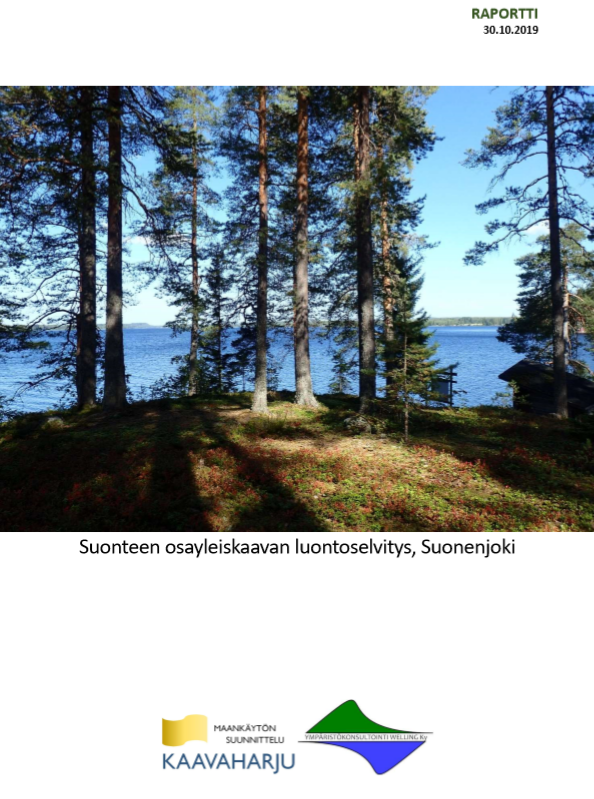 RAPORTTI
30.10.2019
Suonteen osayleiskaavan luontoselvitys, Suonenjoki
MAANKÄYTÖN
SUUNNITTELU
KAAVAHARJU
YMPÄRISTÖKONSULTOINTI WELLING Ky